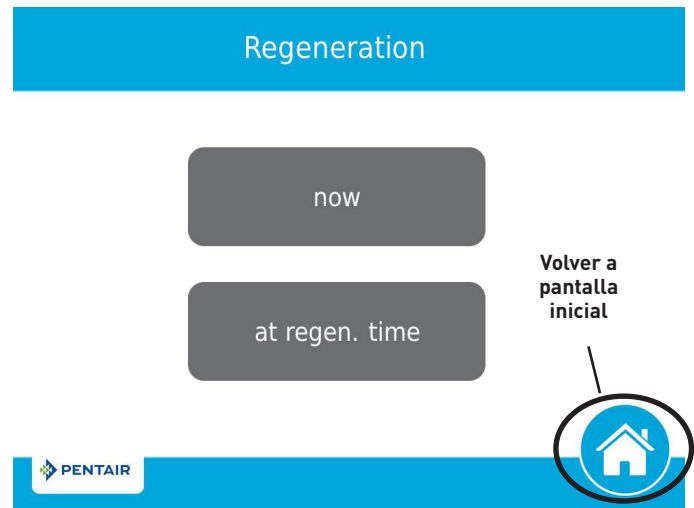 Regeneration
now
Volver a
pantalla
inicial
at regen. time
PENTAIR